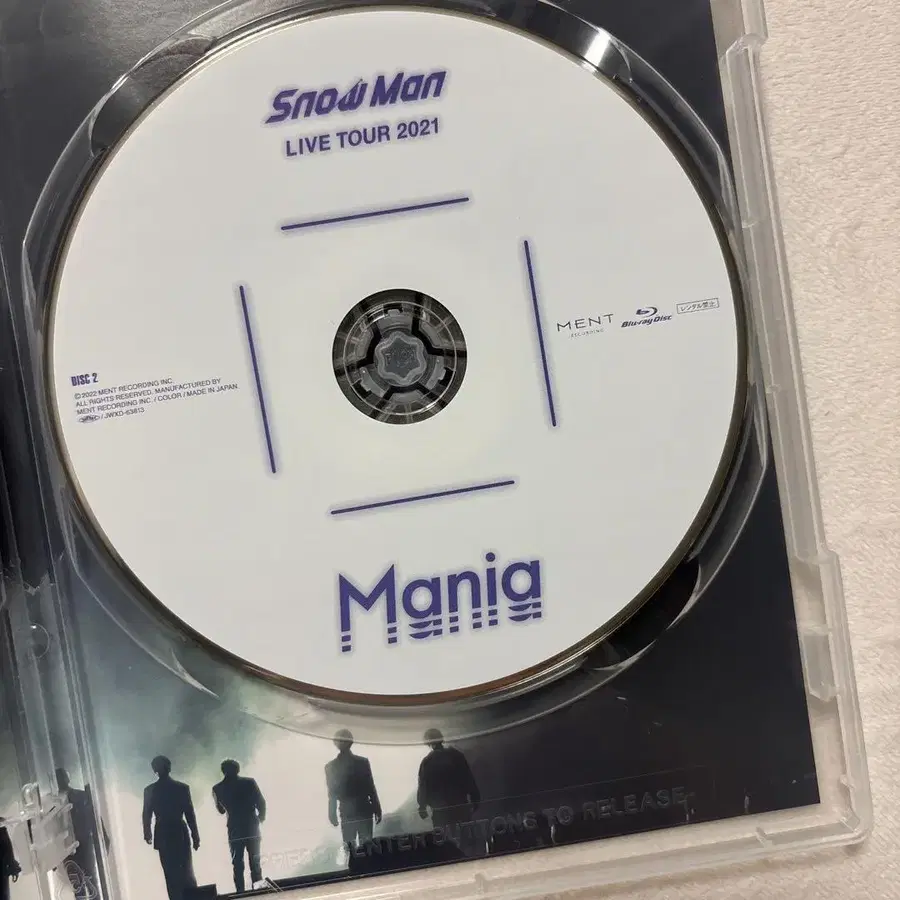 Snow Man
LIVE TOUR 2021
MENT
RECORDING
Blu-ray Disc
レンタル禁止
DISC 2
©2022 MENT RECORDING INC.
ALL RIGHTS RESERVED. MANUFACTURED BY
MENT RECORDING INC. / COLOR / MADE IN JAPAN.
/ JWXD-63813
Mania
PRESS CENTER BUTTONS TO RELEASE